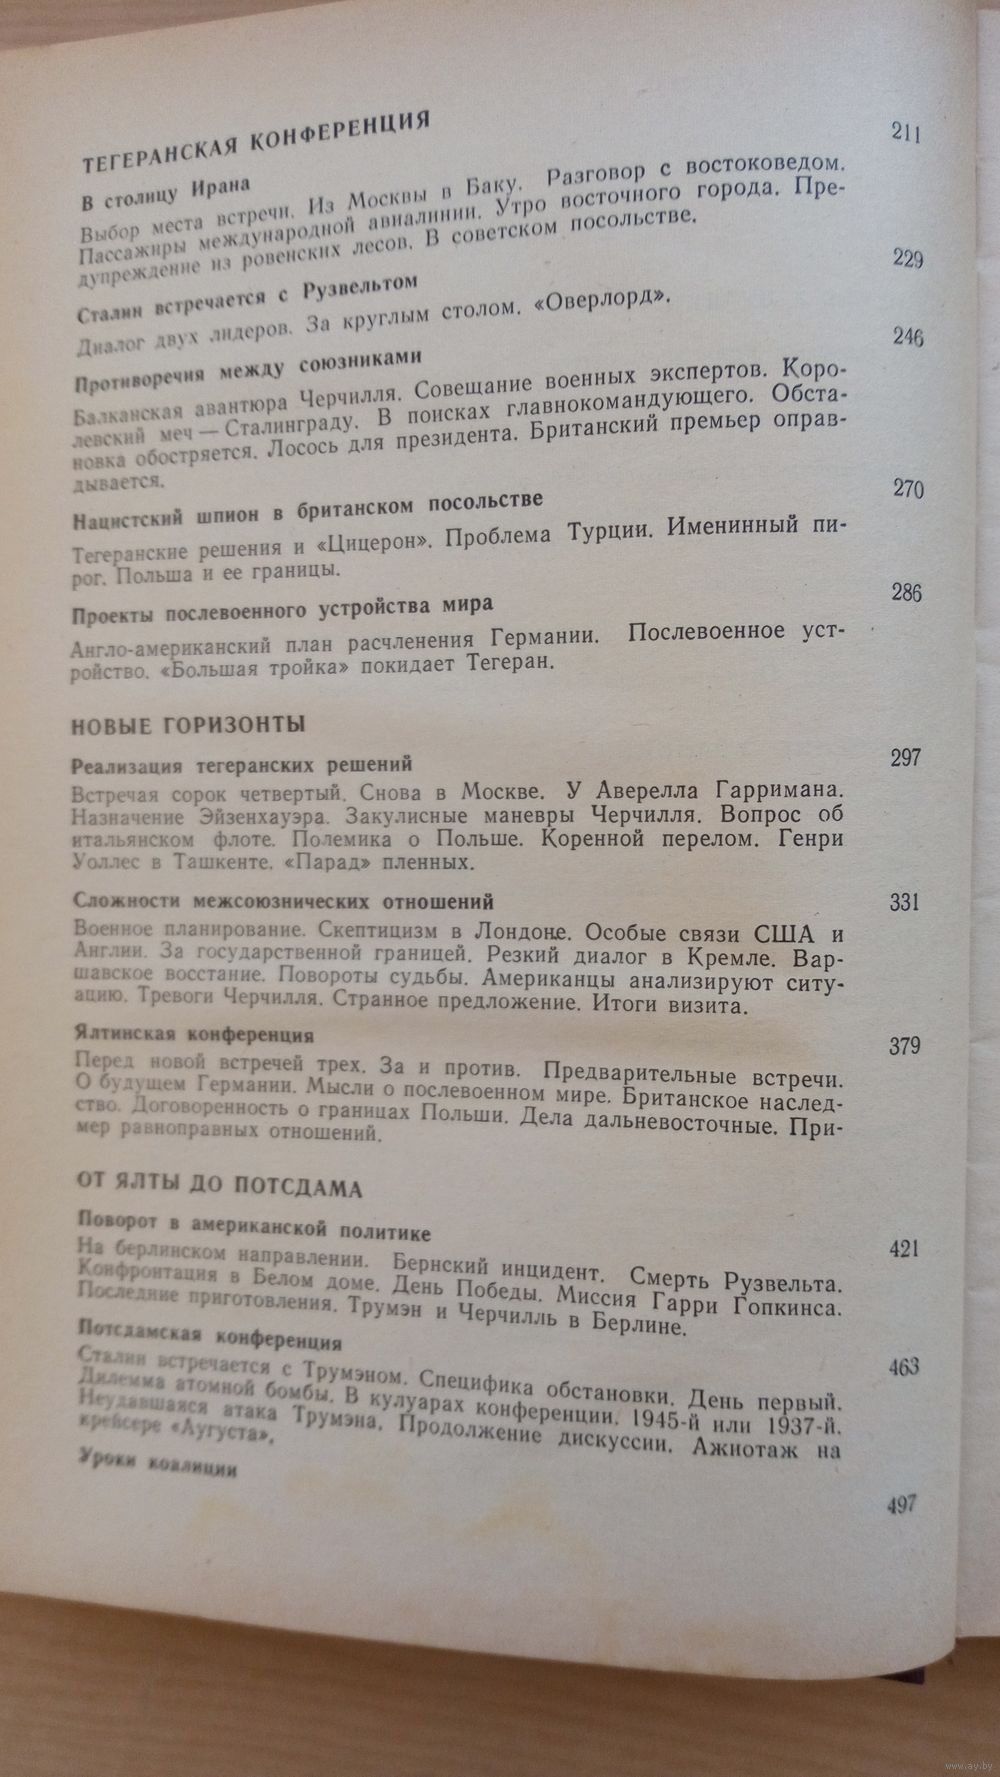 ТЕГЕРАНСКАЯ КОНФЕРЕНЦИЯ
В столицу Ирана 211
Выбор места встречи. Из Москвы в Баку. Разговор с востоковедом.
Пассажиры международной авиалинии. Утро восточного города. Пре-
дупреждение из ровенских лесов. В советском посольстве.
Сталин встречается с Рузвельтом 229
Диалог двух лидеров. За круглым столом. «Оверлорд».
Противоречия между союзниками 246
Балканская авантюра Черчилля. Совещание военных экспертов. Коро-
левский меч — Сталинграду. В поисках главнокомандующего. Обста-
новка обостряется. Лосось для президента. Британский премьер оправ-
дывается.
Нацистский шпион в британском посольстве 270
Тегеранские решения и «Цицерон». Проблема Турции. Именинный пи-
рог. Польша и ее границы.
Проекты послевоенного устройства мира 286
Англо-американский план расчленения Германии. Послевоенное уст-
ройство. «Большая тройка» покидает Тегеран.
НОВЫЕ ГОРИЗОНТЫ
Реализация тегеранских решений 297
Встречая сорок четвертый. Снова в Москве. У Аверелла Гарримана.
Назначение Эйзенхауэра. Закулисные маневры Черчилля. Вопрос об
итальянском флоте. Полемика о Польше. Коренной перелом. Генри
Уоллес в Ташкенте. «Парад» пленных.
Сложности межсоюзнических отношений 331
Военное планирование. Скептицизм в Лондоне. Особые связи США и
Англии. За государственной границей. Резкий диалог в Кремле. Вар-
шавское восстание. Повороты судьбы. Американцы анализируют ситу-
ацию. Тревоги Черчилля. Странное предложение. Итоги визита.
Ялтинская конференция 379
Перед новой встречей трех. За и против. Предварительные встречи.
О будущем Германии. Мысли о послевоенном мире. Британское наслед-
ство. Договоренность о границах Польши. Дела дальневосточные. При-
мер равноправных отношений.
ОТ ЯЛТЫ ДО ПОТСДАМА
Поворот в американской политике 421
На берлинском направлении. Бернский инцидент. Смерть Рузвельта.
Конфронтация в Белом доме. День Победы. Миссия Гарри Гопкинса.
Последние приготовления. Трумэн и Черчилль в Берлине.
Потсдамская конференция 463
Сталин встречается с Трумэном. Специфика обстановки. День первый.
Дилемма атомной бомбы. В кулуарах конференции. 1945-й или 1937-й.
Неудавшаяся атака Трумэна. Продолжение дискуссии. Ажиотаж на
крейсере «Аугуста».
Уроки коалиции 497
www.ay.by